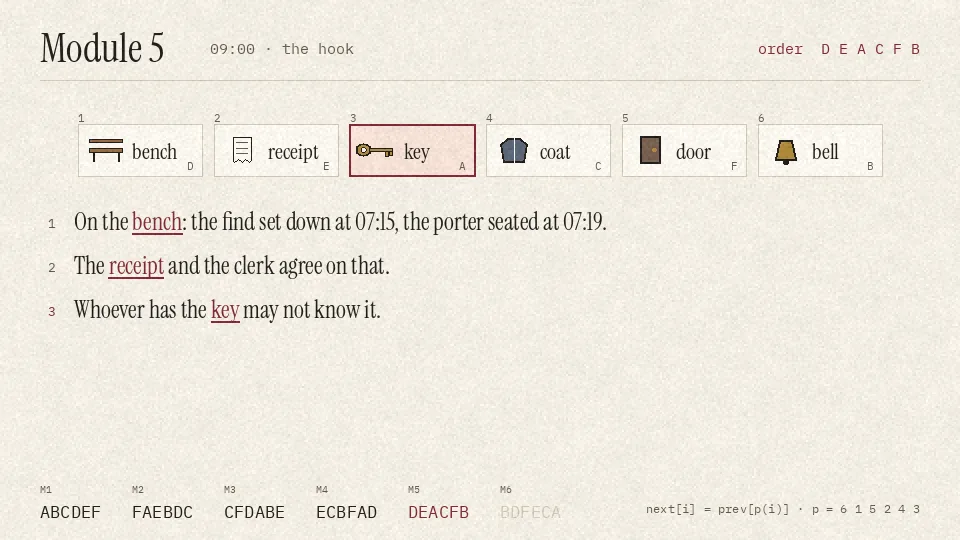 Module 5 09:00 · the hook order D E A C F B
1 2 3 4 5 6
bench D receipt E key A coat C door F bell B
1 On the bench: the find set down at 07:15, the porter seated at 07:19.
2 The receipt and the clerk agree on that.
3 Whoever has the key may not know it.
M1 M2 M3 M4 M5 M6
ABCDEF FAEBDC CFDABE ECBFAD DEACFB BDFECA next[i] = prev[p(i)] · p = 6 1 5 2 4 3